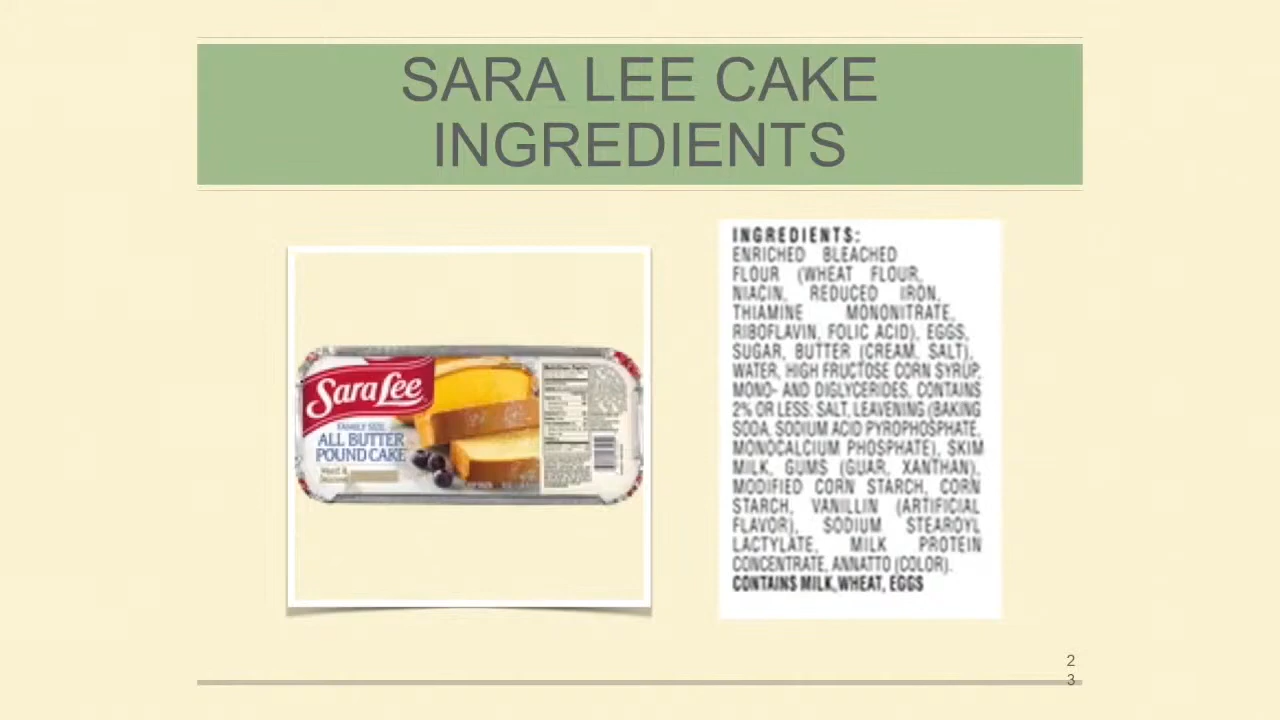 SARA LEE CAKE
INGREDIENTS
Sara Lee
FAMILY SIZE
ALL BUTTER
POUND CAKE
Nutrition Facts
INGREDIENTS:
ENRICHED BLEACHED
FLOUR (WHEAT FLOUR,
NIACIN, REDUCED IRON,
THIAMINE MONONITRATE,
RIBOFLAVIN, FOLIC ACID), EGGS,
SUGAR, BUTTER (CREAM, SALT),
WATER, HIGH FRUCTOSE CORN SYRUP,
MONO- AND DIGLYCERIDES, CONTAINS
2% OR LESS: SALT, LEAVENING (BAKING
SODA, SODIUM ACID PYROPHOSPHATE,
MONOCALCIUM PHOSPHATE), SKIM
MILK, GUMS (GUAR, XANTHAN),
MODIFIED CORN STARCH, CORN
STARCH, VANILLIN (ARTIFICIAL
FLAVOR), SODIUM STEAROYL
LACTYLATE, MILK PROTEIN
CONCENTRATE, ANNATTO (COLOR).
CONTAINS MILK, WHEAT, EGGS
2
3